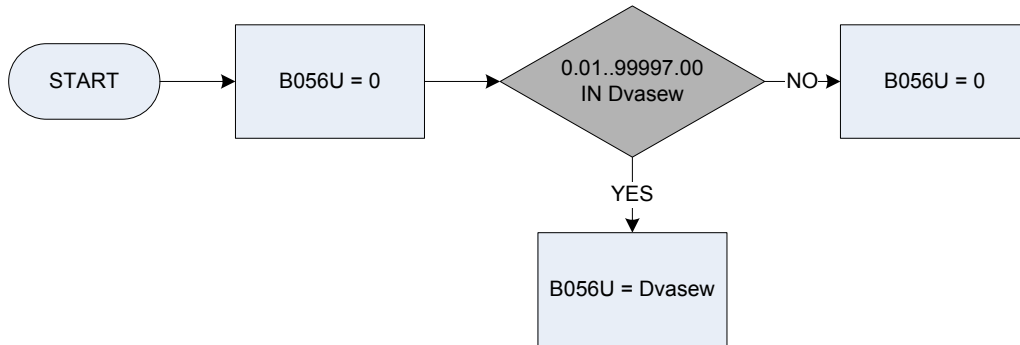 START
B056U = 0
0.01..99997.00
IN Dvasew
NO
B056U = 0
YES
B056U = Dvasew